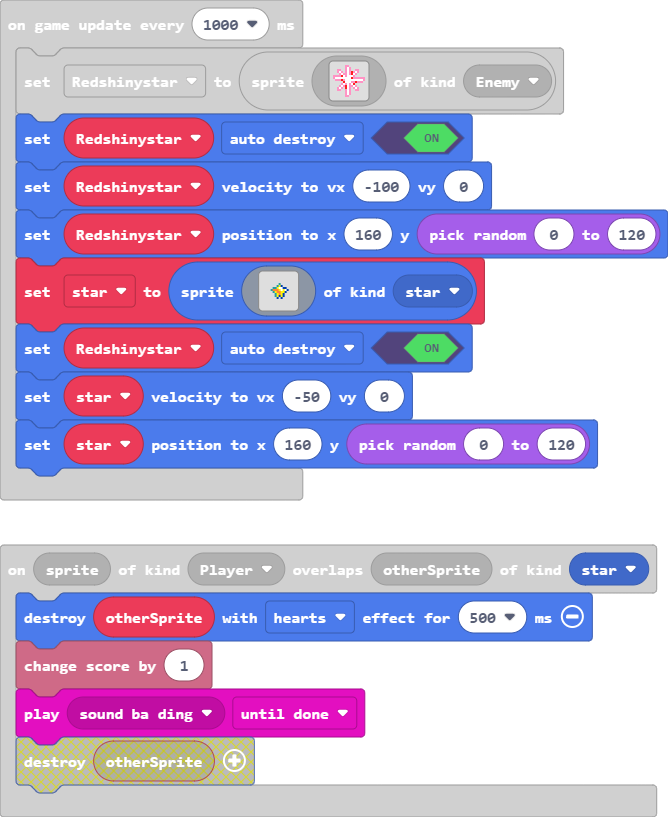 on game update every 1000 ms
set Redshinystar to sprite of kind Enemy
set Redshinystar auto destroy ON
set Redshinystar velocity to vx -100 vy 0
set Redshinystar position to x 160 y pick random 0 to 120
set star to sprite of kind star
set Redshinystar auto destroy ON
set star velocity to vx -50 vy 0
set star position to x 160 y pick random 0 to 120
on sprite of kind Player overlaps otherSprite of kind star
destroy otherSprite with hearts effect for 500 ms
change score by 1
play sound ba ding until done
destroy otherSprite